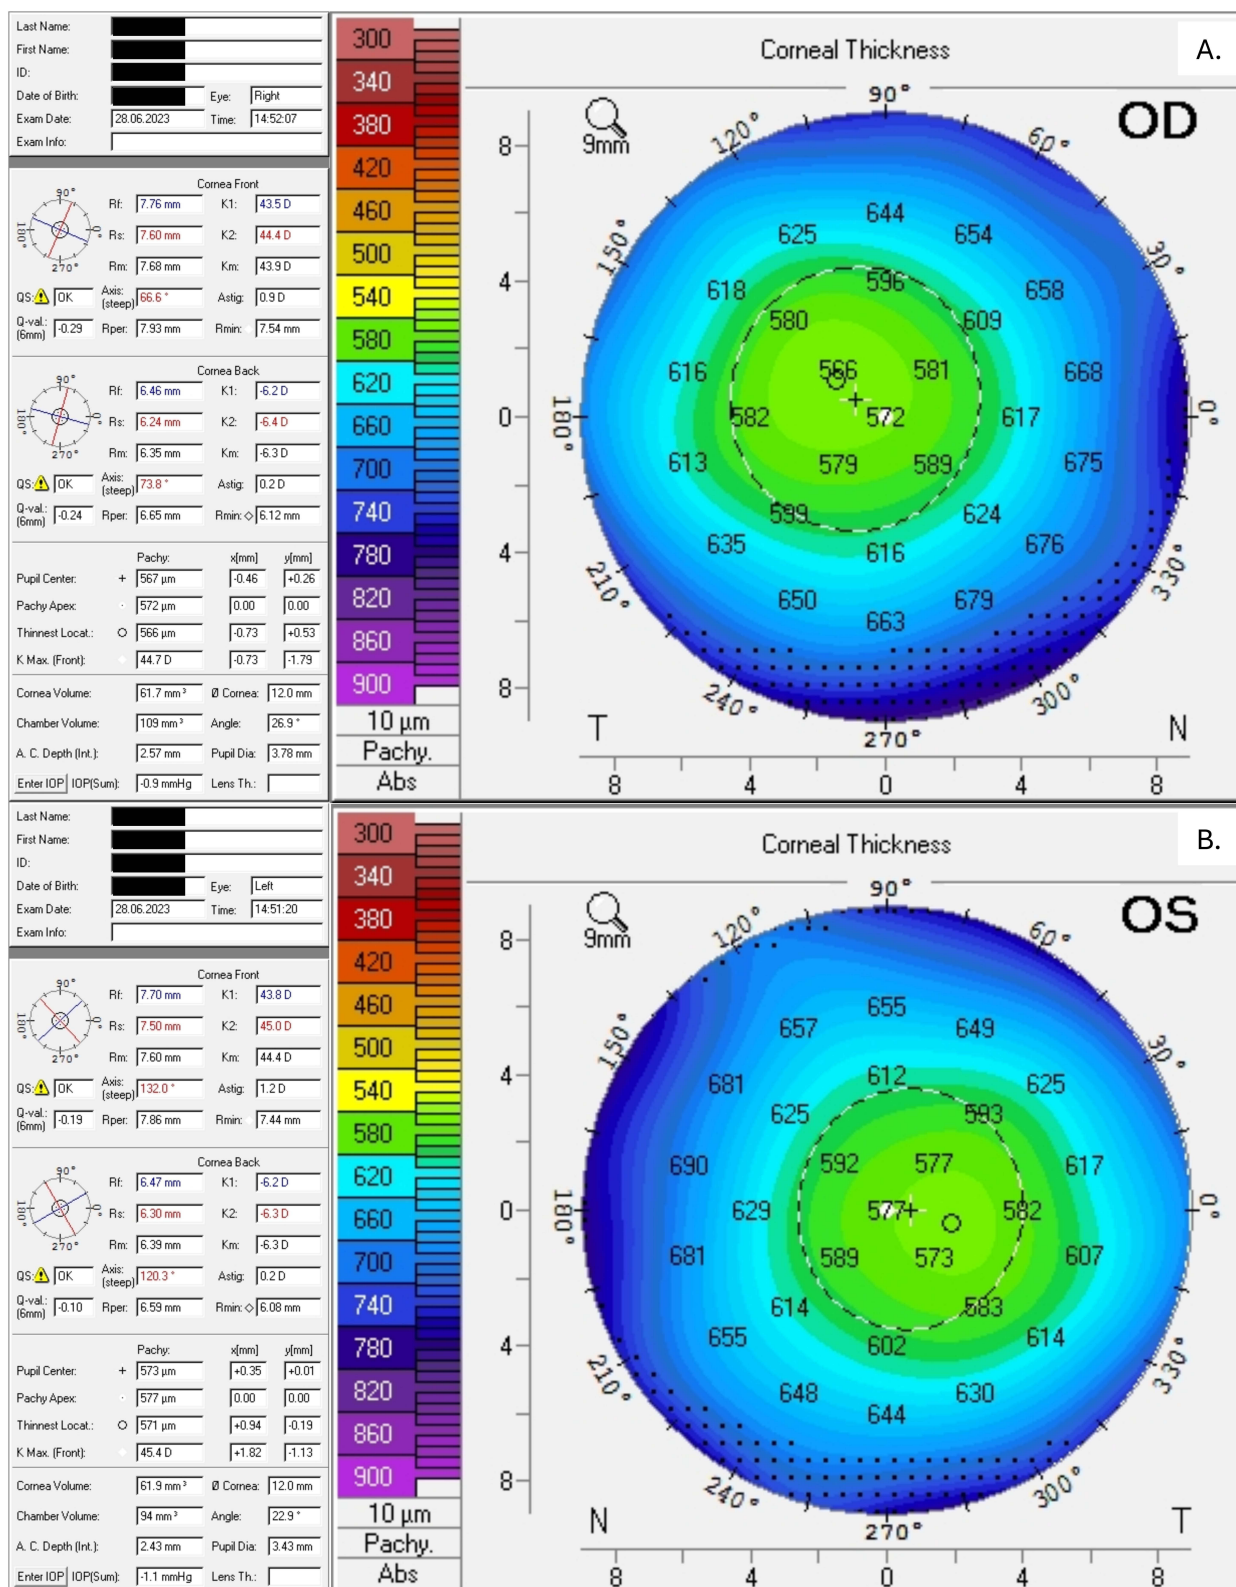 Last Name:
First Name:
ID:
Date of Birth: Eye: Right
Exam Date: 28.06.2023 Time: 14:52:07
Exam Info:
Cornea Front
90°
180° 0°
270°
Rf: 7.76 mm K1: 43.5 D
Rs: 7.60 mm K2: 44.4 D
Rm: 7.68 mm Km: 43.9 D
QS: OK Axis: (steep) 66.6 ° Astig: 0.9 D
Q-val.: (6mm) -0.29 Rper: 7.93 mm Rmin: 7.54 mm
Cornea Back
90°
180° 0°
270°
Rf: 6.46 mm K1: -6.2 D
Rs: 6.24 mm K2: -6.4 D
Rm: 6.35 mm Km: -6.3 D
QS: OK Axis: (steep) 73.8 ° Astig: 0.2 D
Q-val.: (6mm) -0.24 Rper: 6.65 mm Rmin: 6.12 mm
Pachy: x[mm] y[mm]
Pupil Center: + 567 µm -0.46 +0.26
Pachy Apex: 572 µm 0.00 0.00
Thinnest Locat.: O 566 µm -0.73 +0.53
K Max. (Front): 44.7 D -0.73 -1.79
Cornea Volume: 61.7 mm³ Ø Cornea: 12.0 mm
Chamber Volume: 109 mm³ Angle: 26.9 °
A. C. Depth (Int.): 2.57 mm Pupil Dia: 3.78 mm
Enter IOP IOP(Sum): -0.9 mmHg Lens Th.:
300
340
380
420
460
500
540
580
620
660
700
740
780
820
860
900
10 µm
Pachy.
Abs
Corneal Thickness A.
9mm OD
90°
120° 60°
150° 30°
180° 0°
210° 330°
240° 300°
270°
8
4
0
4
8
644
625 654
618 596 658
580 609
616 566 581 668
582 572 617
613 579 589 675
599 624
635 616 676
650 679
663
T N
8 4 0 4 8
Last Name:
First Name:
ID:
Date of Birth: Eye: Left
Exam Date: 28.06.2023 Time: 14:51:20
Exam Info:
Cornea Front
90°
180° 0°
270°
Rf: 7.70 mm K1: 43.8 D
Rs: 7.50 mm K2: 45.0 D
Rm: 7.60 mm Km: 44.4 D
QS: OK Axis: (steep) 132.0 ° Astig: 1.2 D
Q-val.: (6mm) -0.19 Rper: 7.86 mm Rmin: 7.44 mm
Cornea Back
90°
180° 0°
270°
Rf: 6.47 mm K1: -6.2 D
Rs: 6.30 mm K2: -6.3 D
Rm: 6.39 mm Km: -6.3 D
QS: OK Axis: (steep) 120.3 ° Astig: 0.2 D
Q-val.: (6mm) -0.10 Rper: 6.59 mm Rmin: 6.08 mm
Pachy: x[mm] y[mm]
Pupil Center: + 573 µm +0.35 +0.01
Pachy Apex: 577 µm 0.00 0.00
Thinnest Locat.: O 571 µm +0.94 -0.19
K Max. (Front): 45.4 D +1.82 -1.13
Cornea Volume: 61.9 mm³ Ø Cornea: 12.0 mm
Chamber Volume: 94 mm³ Angle: 22.9 °
A. C. Depth (Int.): 2.43 mm Pupil Dia: 3.43 mm
Enter IOP IOP(Sum): -1.1 mmHg Lens Th.:
300
340
380
420
460
500
540
580
620
660
700
740
780
820
860
900
10 µm
Pachy.
Abs
Corneal Thickness B.
9mm OS
90°
120° 60°
150° 30°
180° 0°
210° 330°
240° 300°
270°
8
4
0
4
8
655
657 649
681 612 625
625 593
690 592 577 617
629 577 582
681 589 573 607
614 583
655 602 614
648 630
644
N T
8 4 0 4 8